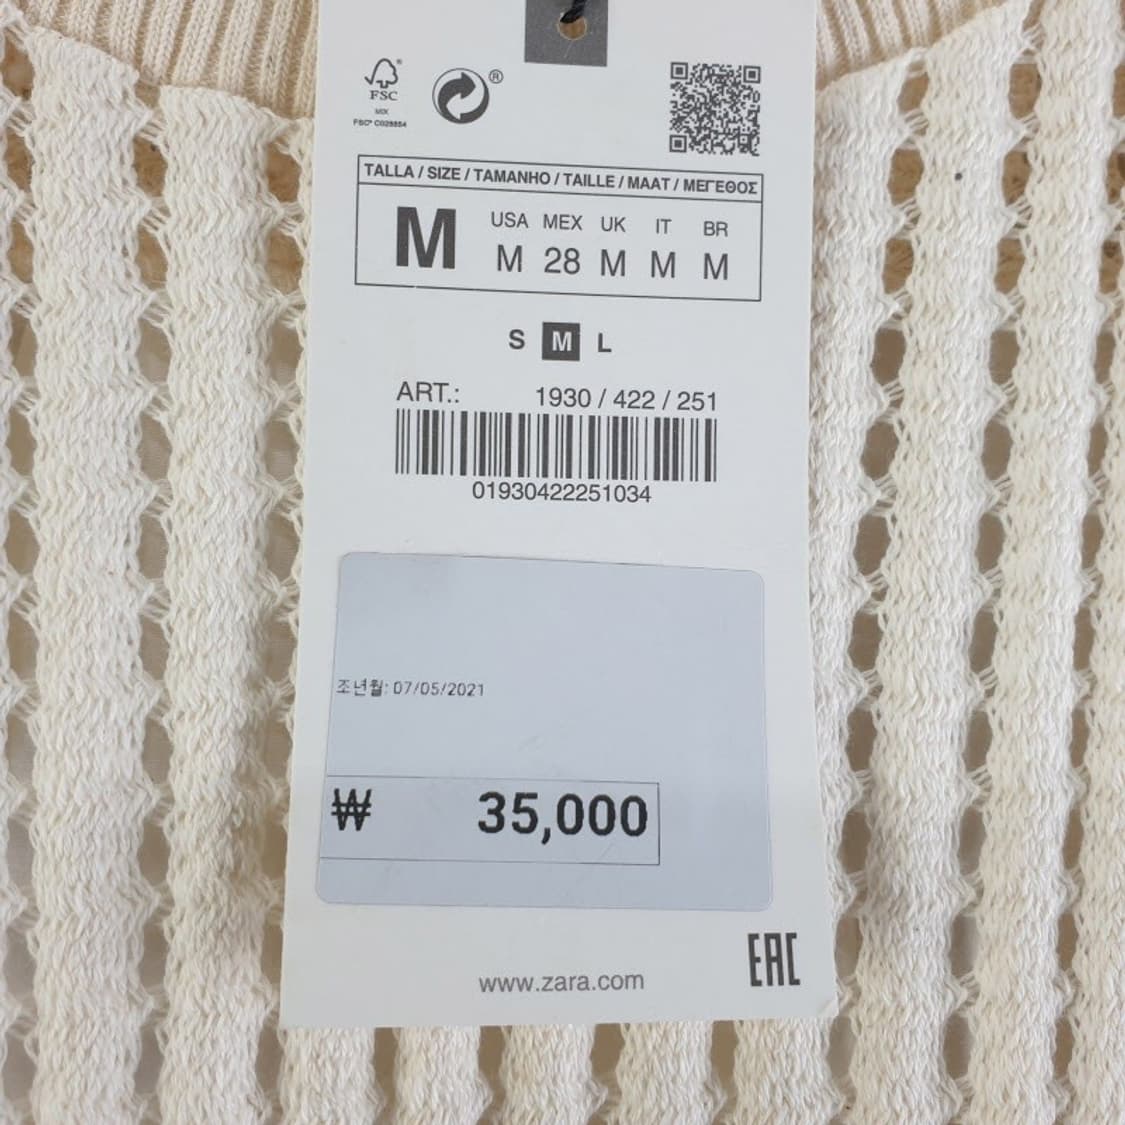 FSC®
MIX
FSC® C028854
®
TALLA / SIZE / TAMANHO / TAILLE / MAAT / ΜΕΓΕΘΟΣ
M
USA MEX UK IT BR
M 28 M M M
S M L
ART.: 1930 / 422 / 251
01930422251034
조년월: 07/05/2021
₩ 35,000
www.zara.com
EAC